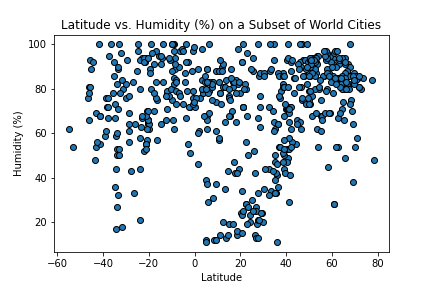 Latitude vs. Humidity (%) on a Subset of World Cities
100
80
60
40
20
Humidity (%)
−60 −40 −20 0 20 40 60 80
Latitude